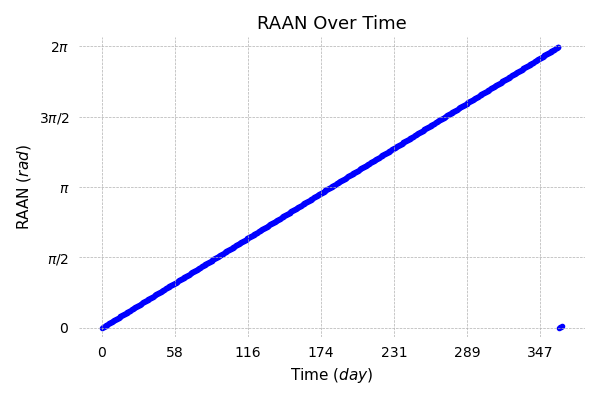 RAAN Over Time
2π
3π/2
π
π/2
0
RAAN (rad)
0 58 116 174 231 289 347
Time (day)